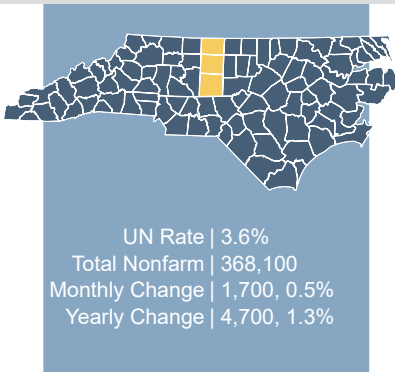 UN Rate | 3.6%
Total Nonfarm | 368,100
Monthly Change | 1,700, 0.5%
Yearly Change | 4,700, 1.3%